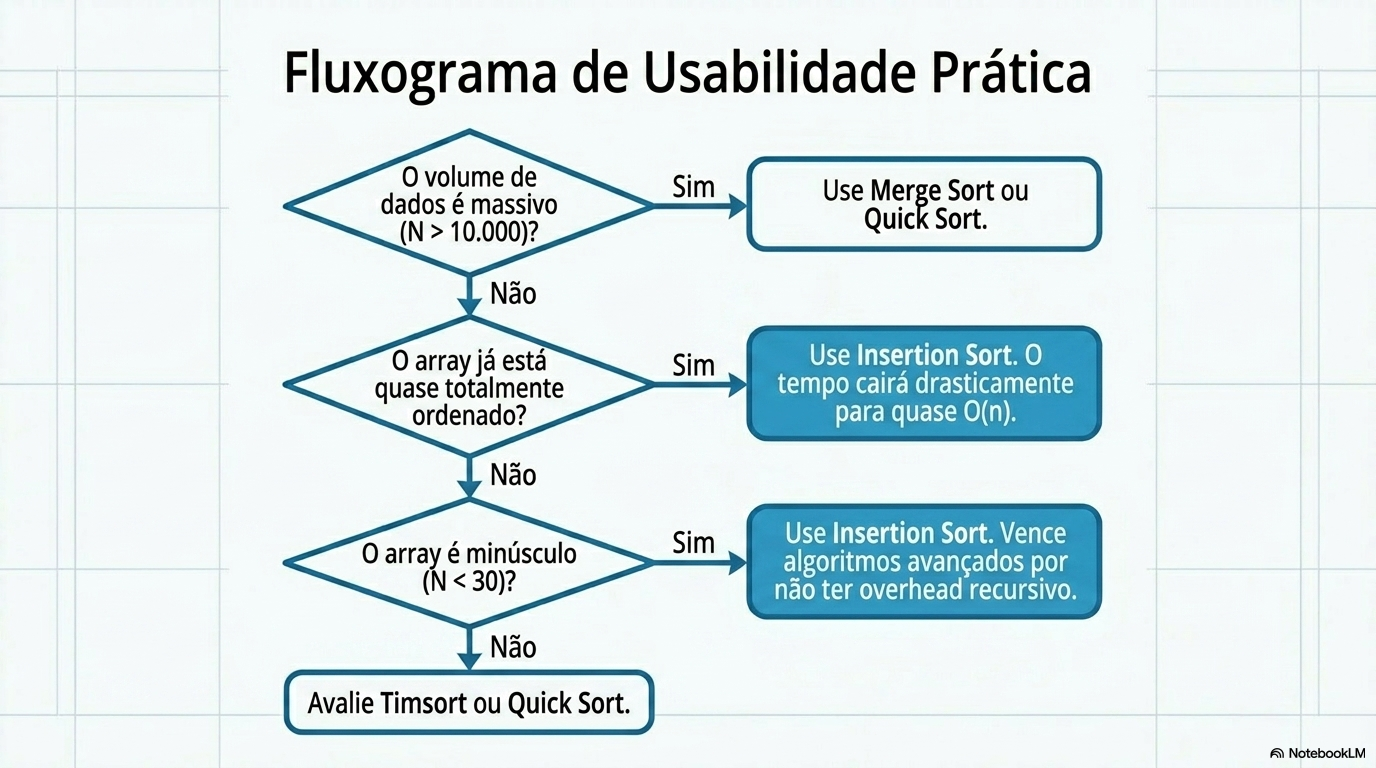 Fluxograma de Usabilidade Prática
O volume de
dados é massivo
(N > 10.000)?
Sim
Use Merge Sort ou
Quick Sort.
Não
O array já está
quase totalmente
ordenado?
Sim
Use Insertion Sort. O
tempo cairá drasticamente
para quase O(n).
Não
O array é minúsculo
(N < 30)?
Sim
Use Insertion Sort. Vence
algoritmos avançados por
não ter overhead recursivo.
Não
Avalie Timsort ou Quick Sort.
NotebookLM